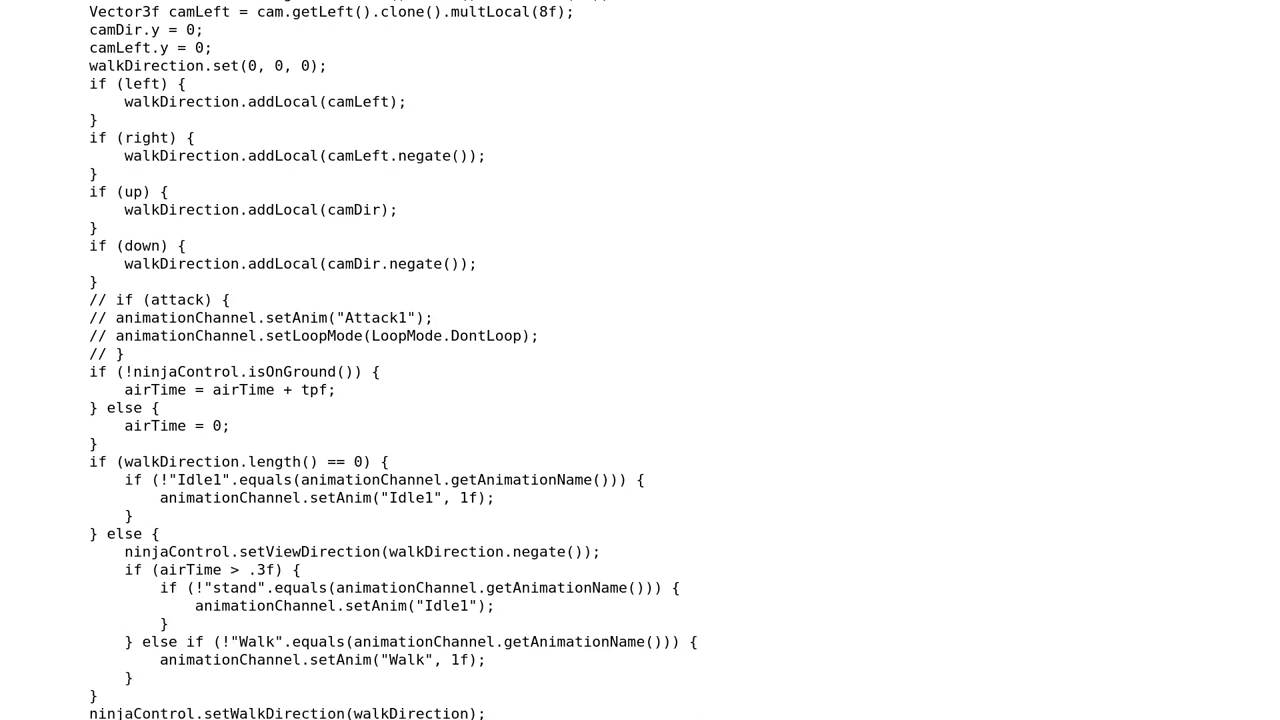 Vector3f camLeft = cam.getLeft().clone().multLocal(8f);
camDir.y = 0;
camLeft.y = 0;
walkDirection.set(0, 0, 0);
if (left) {
    walkDirection.addLocal(camLeft);
}
if (right) {
    walkDirection.addLocal(camLeft.negate());
}
if (up) {
    walkDirection.addLocal(camDir);
}
if (down) {
    walkDirection.addLocal(camDir.negate());
}
// if (attack) {
// animationChannel.setAnim("Attack1");
// animationChannel.setLoopMode(LoopMode.DontLoop);
// }
if (!ninjaControl.isOnGround()) {
    airTime = airTime + tpf;
} else {
    airTime = 0;
}
if (walkDirection.length() == 0) {
    if (!"Idle1".equals(animationChannel.getAnimationName())) {
        animationChannel.setAnim("Idle1", 1f);
    }
} else {
    ninjaControl.setViewDirection(walkDirection.negate());
    if (airTime > .3f) {
        if (!"stand".equals(animationChannel.getAnimationName())) {
            animationChannel.setAnim("Idle1");
        }
    } else if (!"Walk".equals(animationChannel.getAnimationName())) {
        animationChannel.setAnim("Walk", 1f);
    }
}
ninjaControl.setWalkDirection(walkDirection);